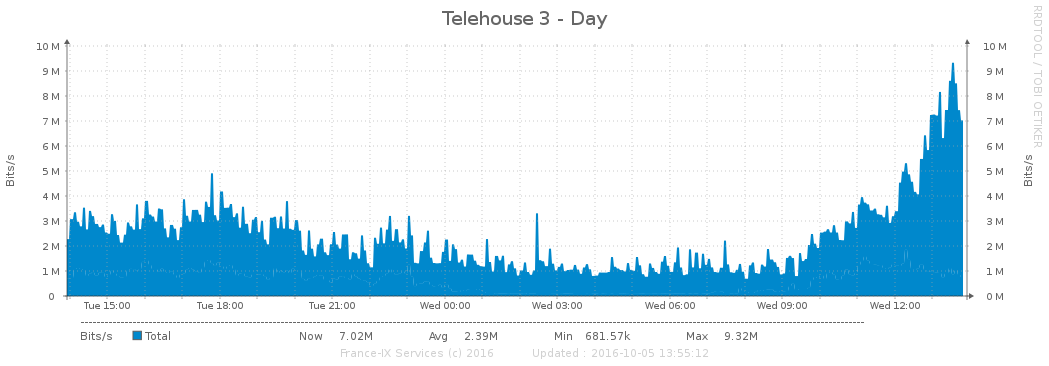 Telehouse 3 - Day
RRDTOOL / TOBI OETIKER
Bits/s
10 M 10 M
9 M 9 M
8 M 8 M
7 M 7 M
6 M 6 M
5 M 5 M
4 M 4 M
3 M 3 M
2 M 2 M
1 M 1 M
0 0 M
Bits/s
Tue 15:00 Tue 18:00 Tue 21:00 Wed 00:00 Wed 03:00 Wed 06:00 Wed 09:00 Wed 12:00
Bits/s Total Now 7.02M Avg 2.39M Min 681.57k Max 9.32M
France-IX Services (c) 2016 Updated : 2016-10-05 13:55:12